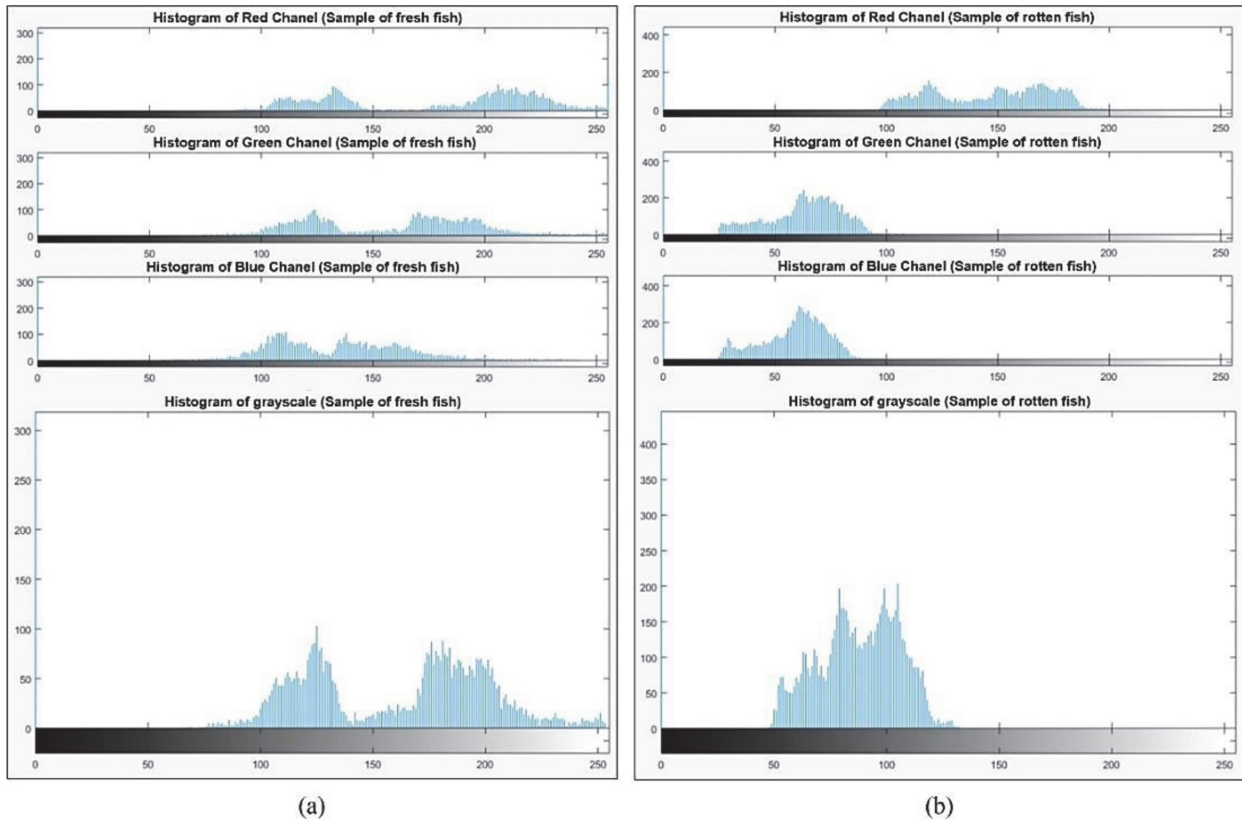 Histogram of Red Chanel (Sample of fresh fish)
300
200
100
0
0 50 100 150 200 250
Histogram of Green Chanel (Sample of fresh fish)
300
200
100
0
0 50 100 150 200 250
Histogram of Blue Chanel (Sample of fresh fish)
300
200
100
0
0 50 100 150 200 250
Histogram of grayscale (Sample of fresh fish)
300
250
200
150
100
50
0
0 50 100 150 200 250
(a)
Histogram of Red Chanel (Sample of rotten fish)
400
200
0
0 50 100 150 200 250
Histogram of Green Chanel (Sample of rotten fish)
400
200
0
0 50 100 150 200 250
Histogram of Blue Chanel (Sample of rotten fish)
400
200
0
0 50 100 150 200 250
Histogram of grayscale (Sample of rotten fish)
400
350
300
250
200
150
100
50
0
0 50 100 150 200 250
(b)